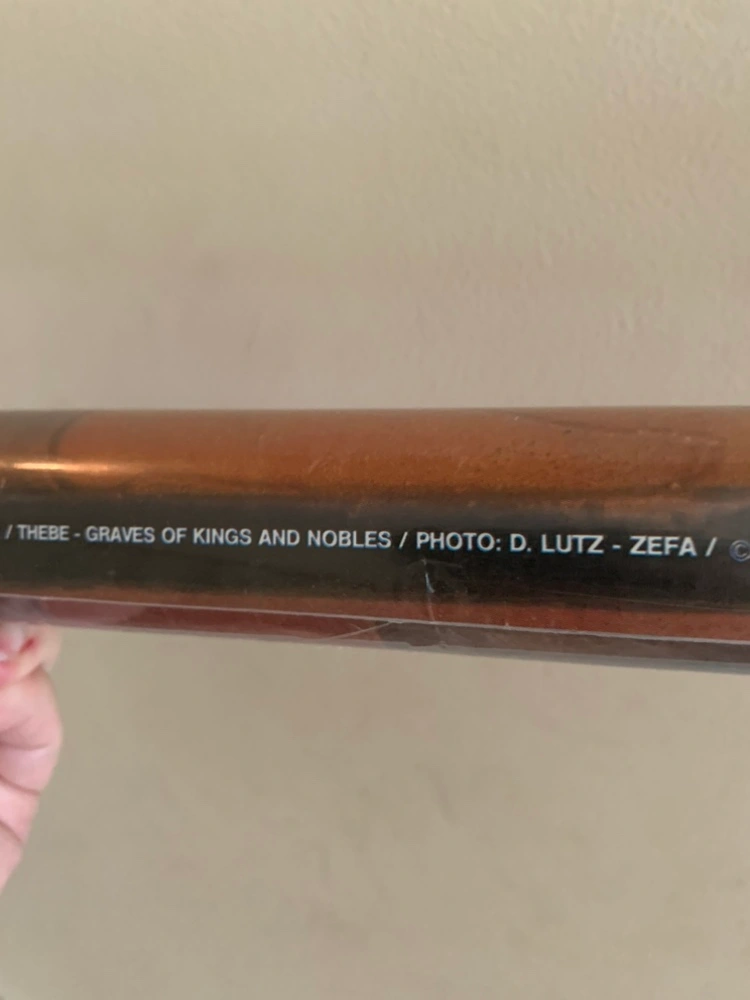 / THEBE - GRAVES OF KINGS AND NOBLES / PHOTO: D. LUTZ - ZEFA / ©